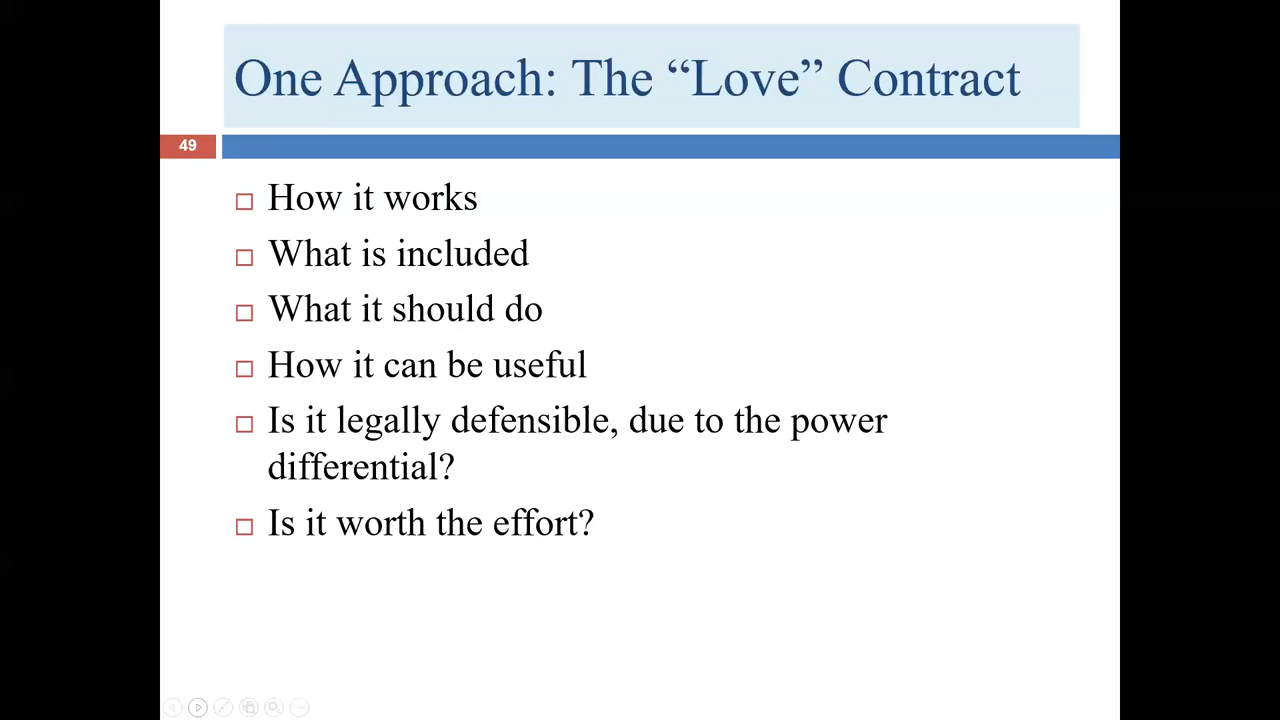 One Approach: The “Love” Contract
49
How it works
What is included
What it should do
How it can be useful
Is it legally defensible, due to the power
differential?
Is it worth the effort?